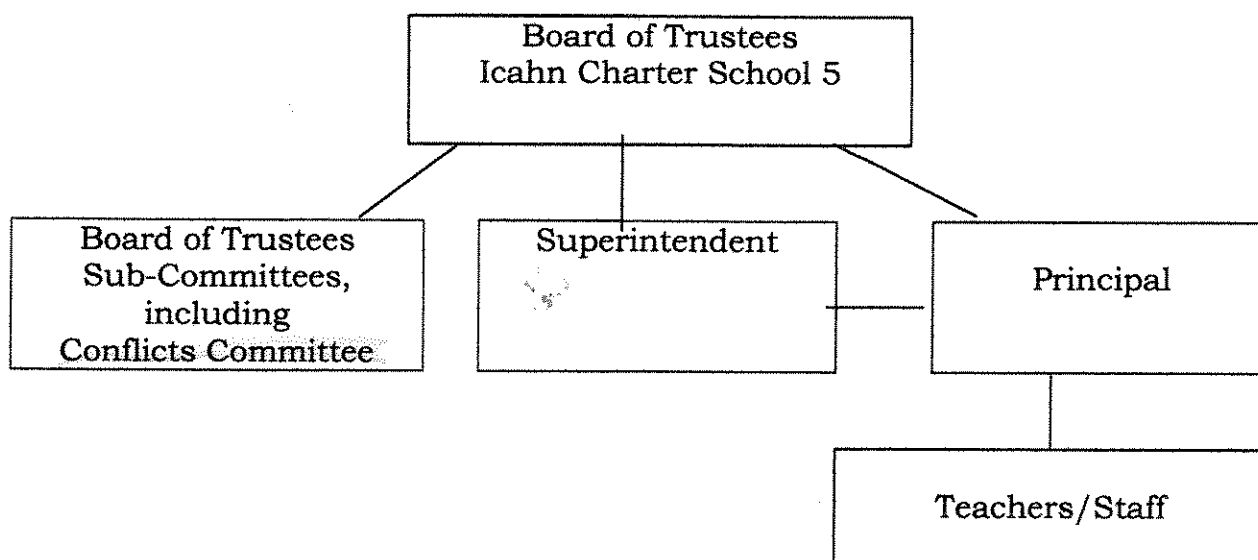 Board of Trustees
Icahn Charter School 5
Board of Trustees
Sub-Committees,
including
Conflicts Committee
Superintendent
Principal
Teachers/Staff